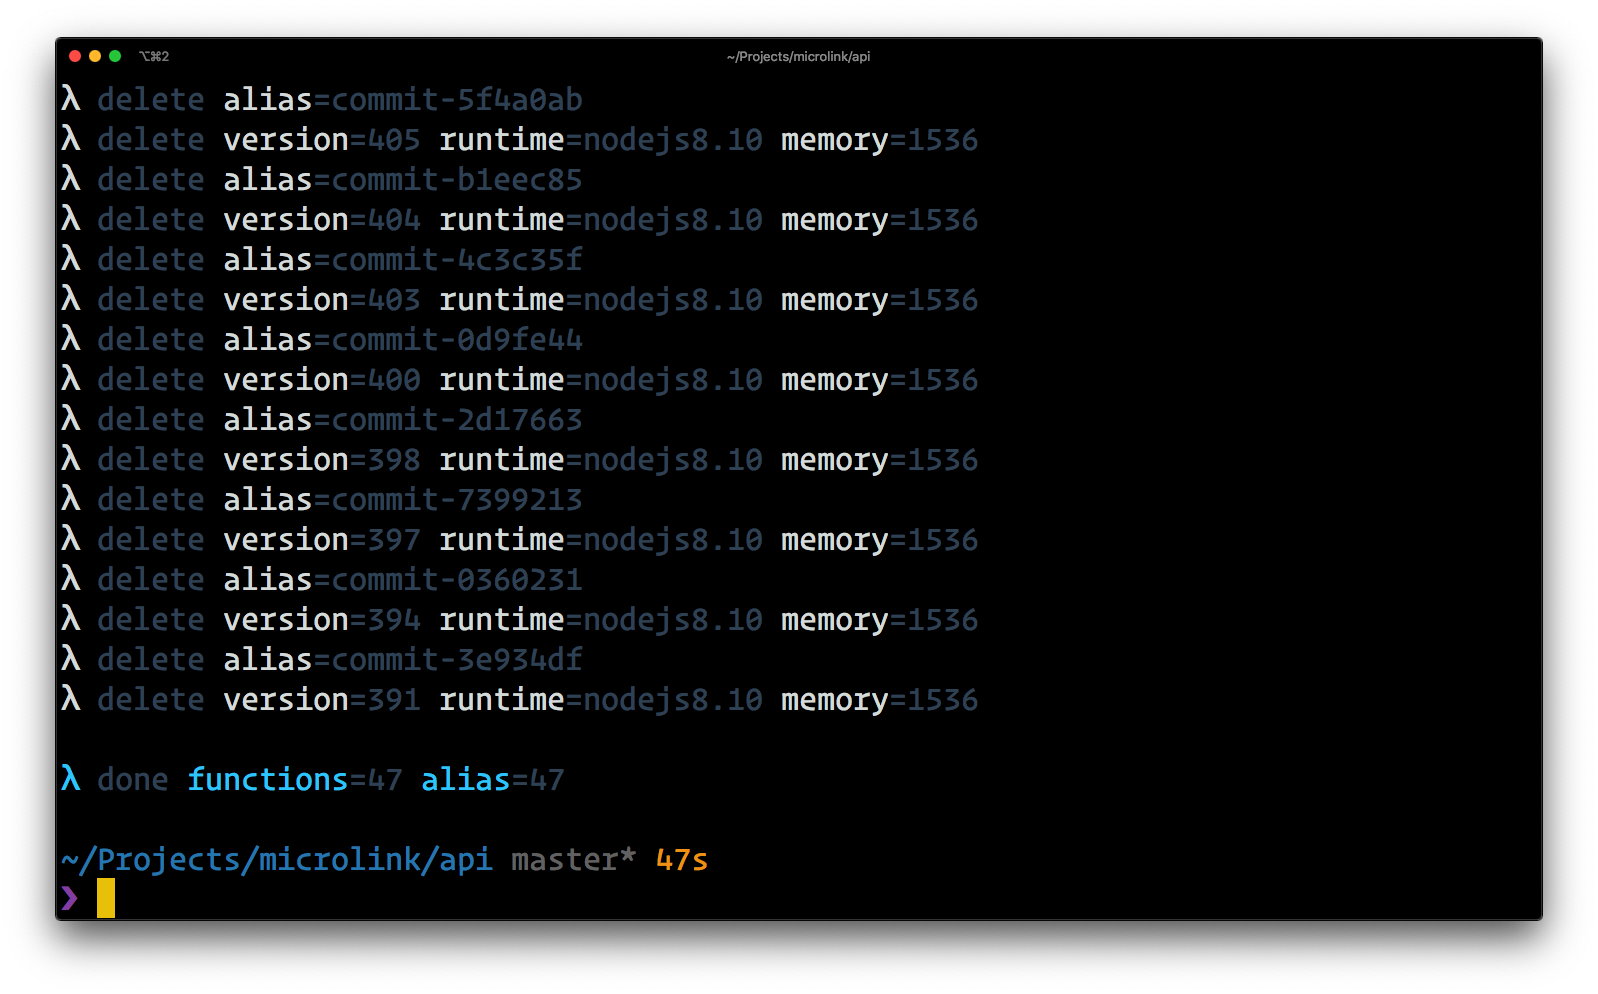 ⌥⌘2 ~/Projects/microlink/api
λ delete alias=commit-5f4a0ab
λ delete version=405 runtime=nodejs8.10 memory=1536
λ delete alias=commit-b1eec85
λ delete version=404 runtime=nodejs8.10 memory=1536
λ delete alias=commit-4c3c35f
λ delete version=403 runtime=nodejs8.10 memory=1536
λ delete alias=commit-0d9fe44
λ delete version=400 runtime=nodejs8.10 memory=1536
λ delete alias=commit-2d17663
λ delete version=398 runtime=nodejs8.10 memory=1536
λ delete alias=commit-7399213
λ delete version=397 runtime=nodejs8.10 memory=1536
λ delete alias=commit-0360231
λ delete version=394 runtime=nodejs8.10 memory=1536
λ delete alias=commit-3e934df
λ delete version=391 runtime=nodejs8.10 memory=1536
λ done functions=47 alias=47
~/Projects/microlink/api master* 47s
❯